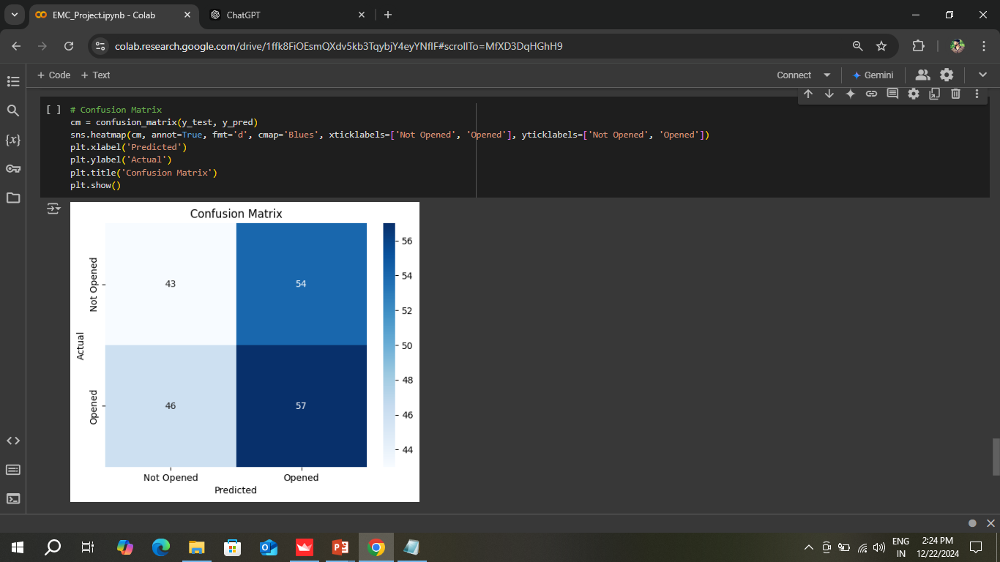 EMC_Project.ipynb - Colab
ChatGPT
colab.research.google.com/drive/1ffk8FiOEsmQXdv5kb3TqybjY4eyYNfIF#scrollTo=MfXD3DqHGhH9
+ Code + Text
Connect
Gemini
[ ] # Confusion Matrix
cm = confusion_matrix(y_test, y_pred)
sns.heatmap(cm, annot=True, fmt='d', cmap='Blues', xticklabels=['Not Opened', 'Opened'], yticklabels=['Not Opened', 'Opened'])
plt.xlabel('Predicted')
plt.ylabel('Actual')
plt.title('Confusion Matrix')
plt.show()
{x}
Confusion Matrix
Actual
Not Opened
43
54
Opened
46
57
Not Opened
Opened
Predicted
56
54
52
50
48
46
44
ENG
IN
2:24 PM
12/22/2024